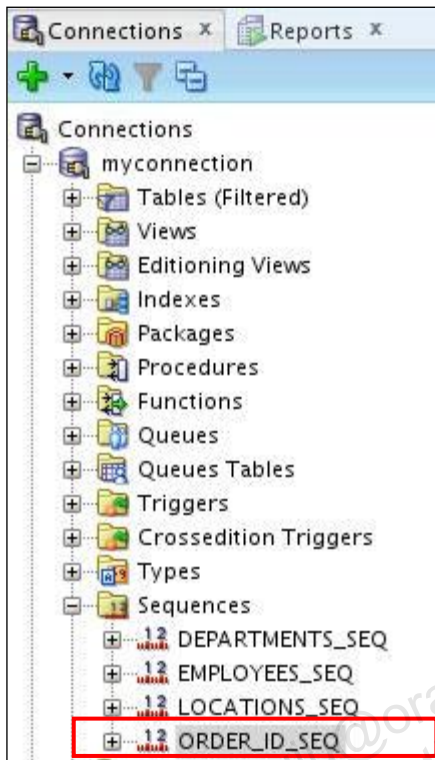 Connections Reports
Connections
myconnection
Tables (Filtered)
Views
Editioning Views
Indexes
Packages
Procedures
Functions
Queues
Queues Tables
Triggers
Crossedition Triggers
Types
Sequences
DEPARTMENTS_SEQ
EMPLOYEES_SEQ
LOCATIONS_SEQ
ORDER_ID_SEQ